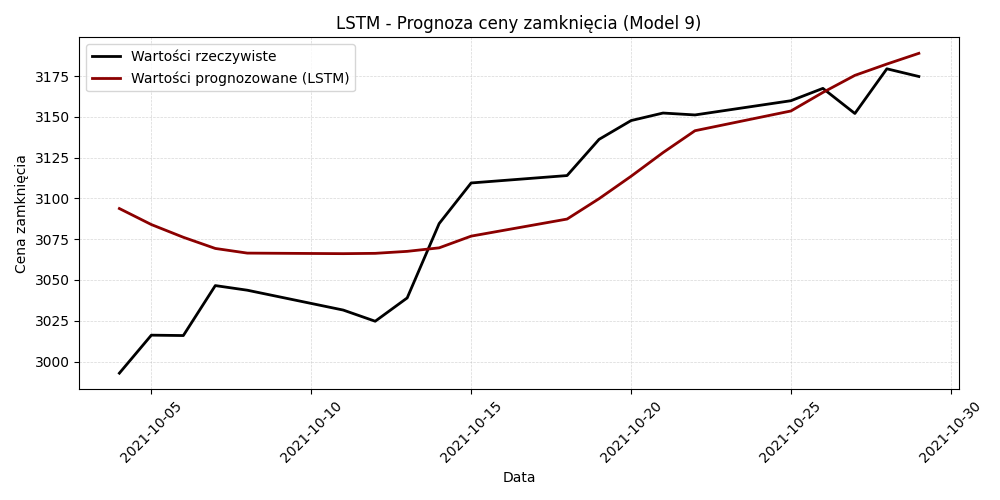 LSTM - Prognoza ceny zamknięcia (Model 9)
Wartości rzeczywiste
Wartości prognozowane (LSTM)
Cena zamknięcia
3175
3150
3125
3100
3075
3050
3025
3000
2021-10-05
2021-10-10
2021-10-15
2021-10-20
2021-10-25
2021-10-30
Data